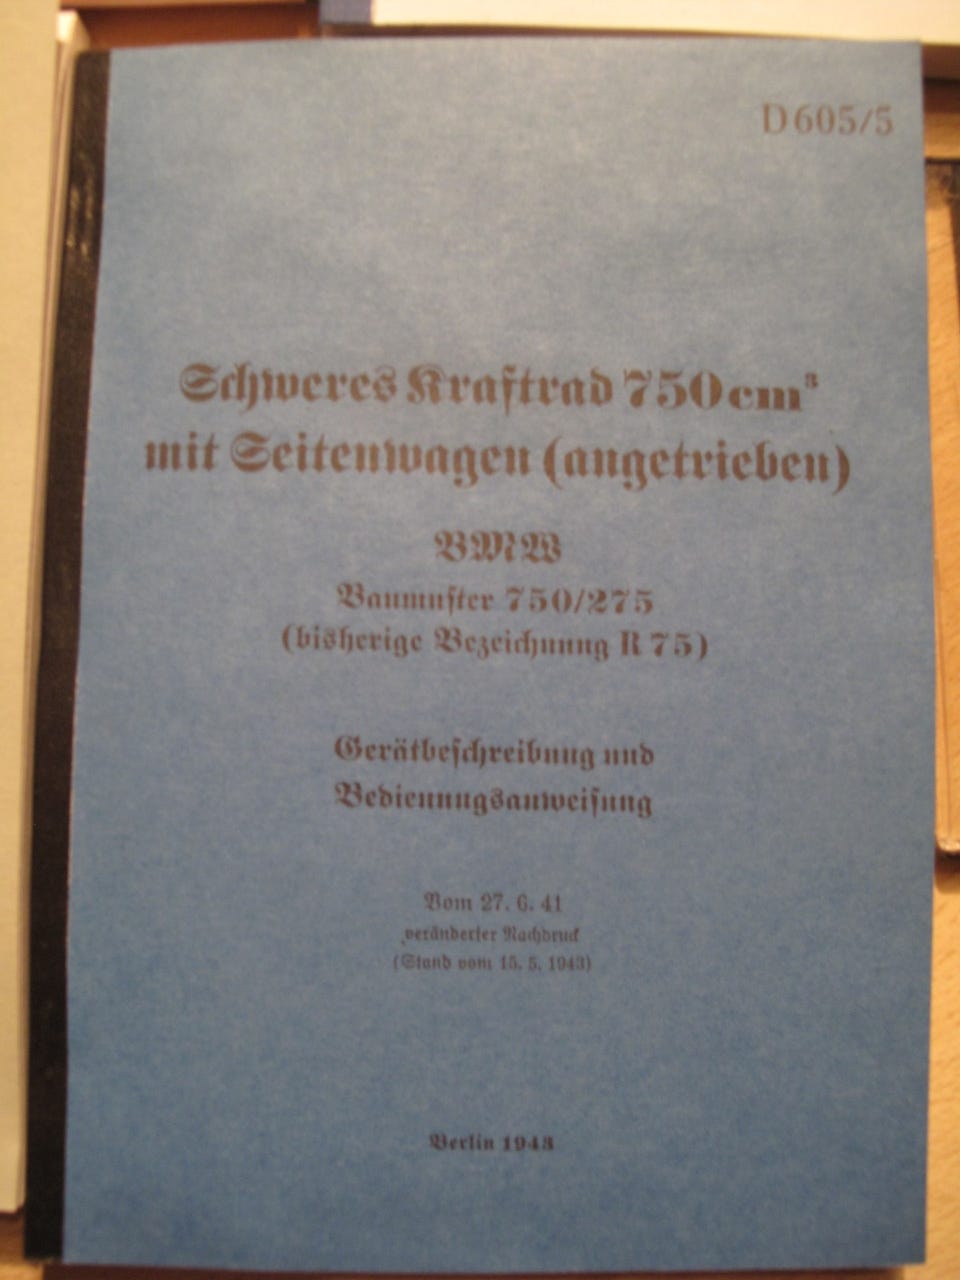 D 605/5
Schweres Kraftrad 750 cm³
mit Seitenwagen (angetrieben)
BMW
Baumuster 750/275
(bisherige Bezeichnung R 75)
Gerätbeschreibung und
Bedienungsanweisung
Vom 27. 6. 41
veränderter Nachdruck
(Stand vom 15. 5. 1943)
Berlin 1943